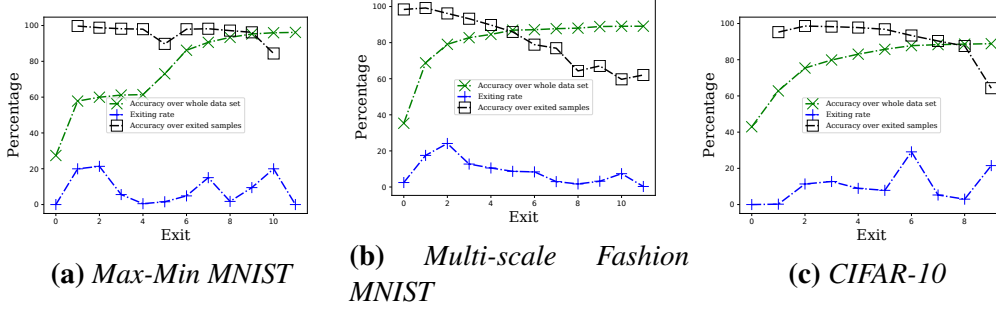 100
80
60
40
20
0
Percentage
Accuracy over whole data set
Exiting rate
Accuracy over exited samples
0 2 4 6 8 10
Exit
(a) Max-Min MNIST
100
80
60
40
20
0
Percentage
Accuracy over whole data set
Exiting rate
Accuracy over exited samples
0 2 4 6 8 10
Exit
(b) Multi-scale Fashion
MNIST
100
80
60
40
20
0
Percentage
Accuracy over whole data set
Exiting rate
Accuracy over exited samples
0 2 4 6 8
Exit
(c) CIFAR-10